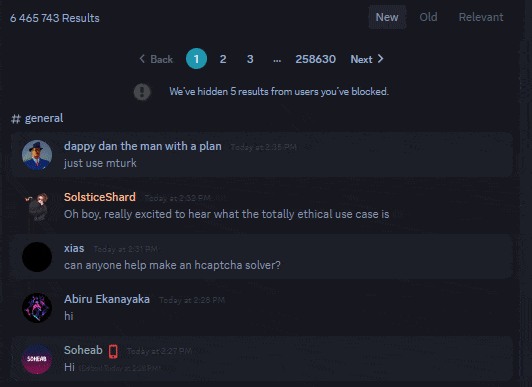 6 465 743 Results
New Old Relevant
Back 1 2 3 ... 258630 Next
We've hidden 5 results from users you've blocked.
# general
dappy dan the man with a plan Today at 2:35 PM
just use mturk
SolsticeShard Today at 2:32 PM
Oh boy, really excited to hear what the totally ethical use case is
xias Today at 2:31 PM
can anyone help make an hcaptcha solver?
Abiru Ekanayaka Today at 2:28 PM
hi
SOHEAB
Soheab Today at 2:27 PM
Hi (Edited Today at 2:28 PM)